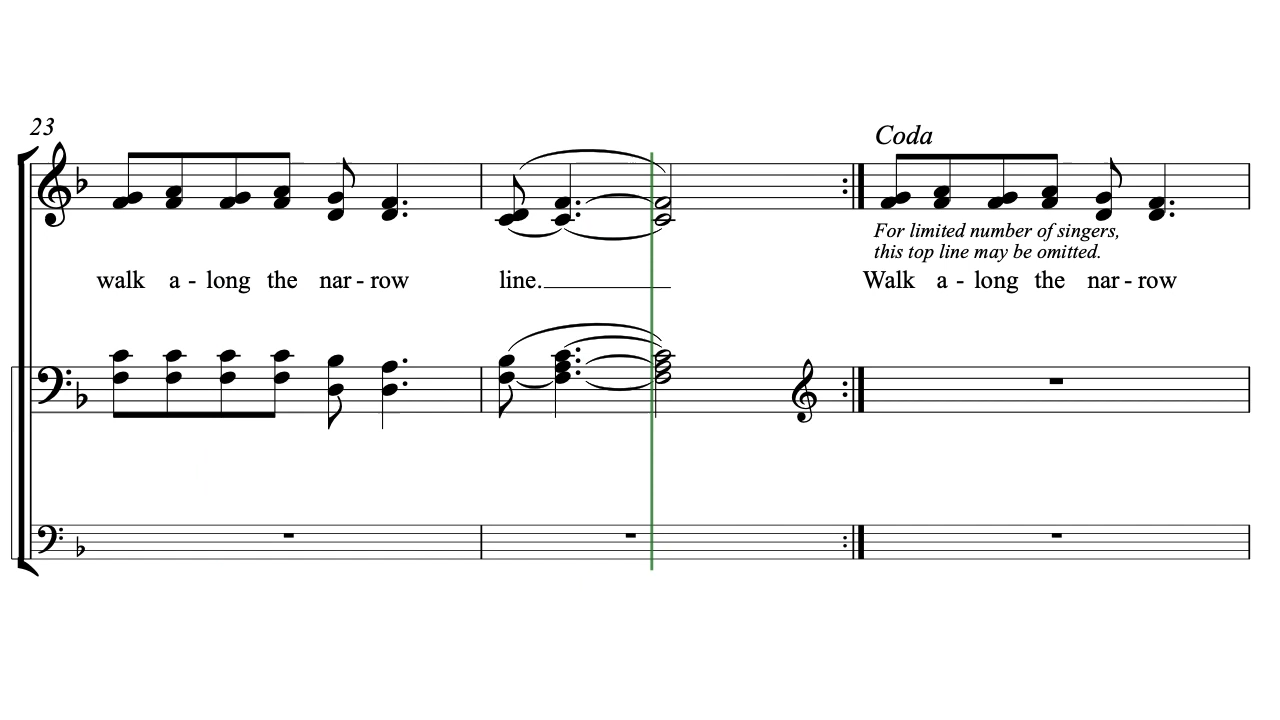 23
Coda
For limited number of singers,
this top line may be omitted.
walk a - long the nar - row line. Walk a - long the nar - row